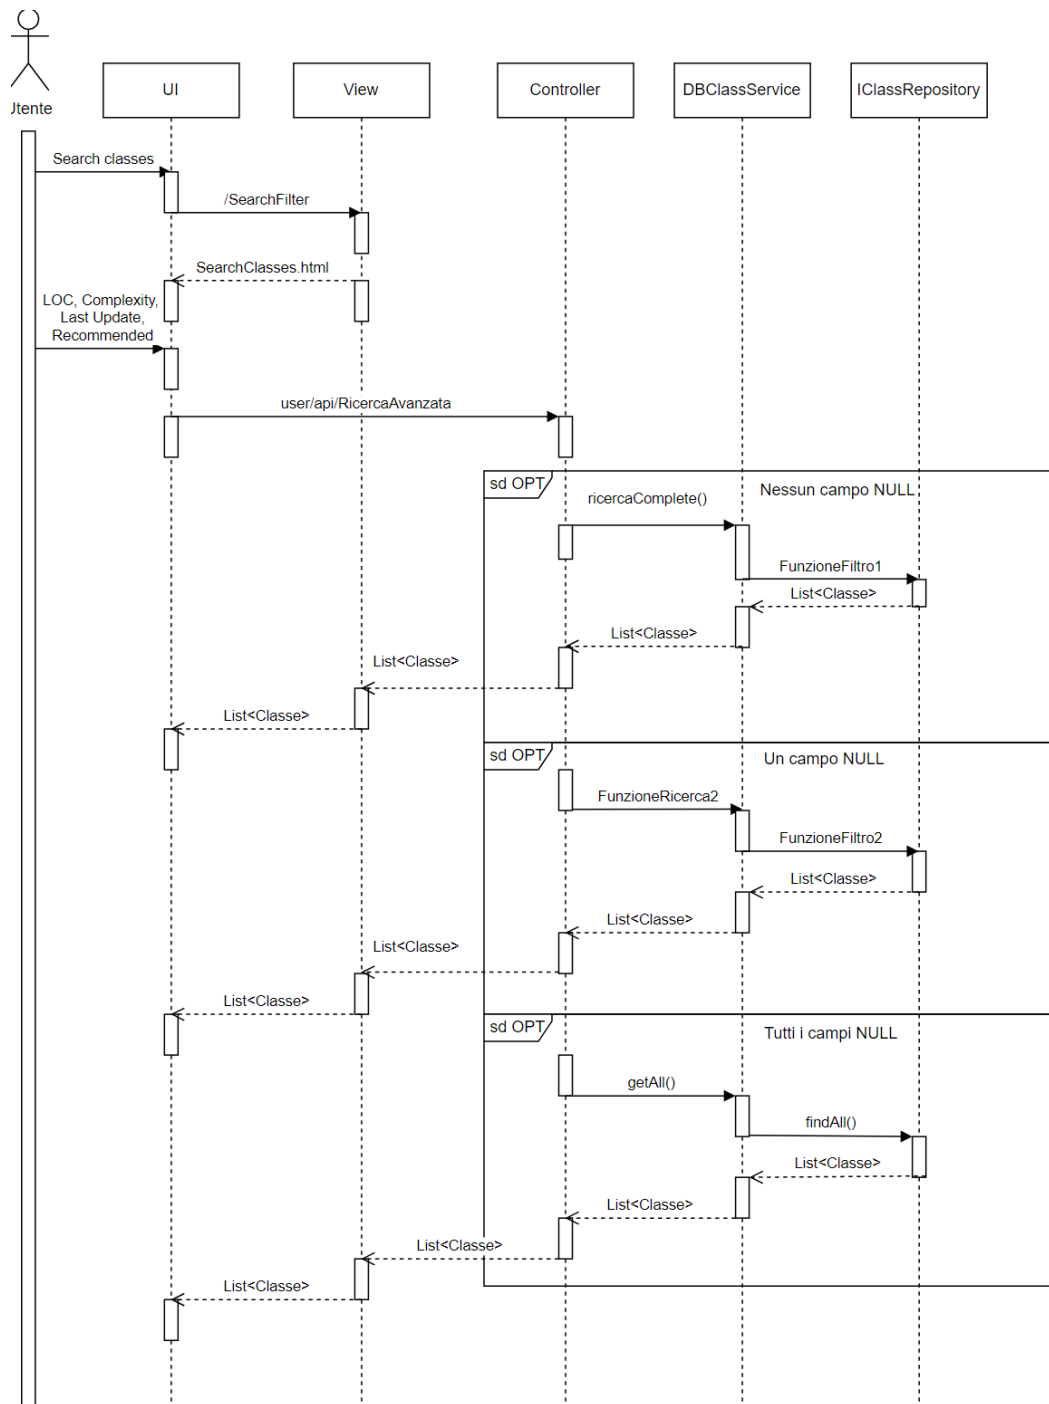 Jtente
UI
View
Controller
DBClassService
IClassRepository
Search classes
/SearchFilter
SearchClasses.html
LOC, Complexity,
Last Update,
Recommended
user/api/RicercaAvanzata
sd OPT
Nessun campo NULL
ricercaComplete()
FunzioneFiltro1
List<Classe>
List<Classe>
List<Classe>
List<Classe>
sd OPT
Un campo NULL
FunzioneRicerca2
FunzioneFiltro2
List<Classe>
List<Classe>
List<Classe>
List<Classe>
sd OPT
Tutti i campi NULL
getAll()
findAll()
List<Classe>
List<Classe>
List<Classe>
List<Classe>